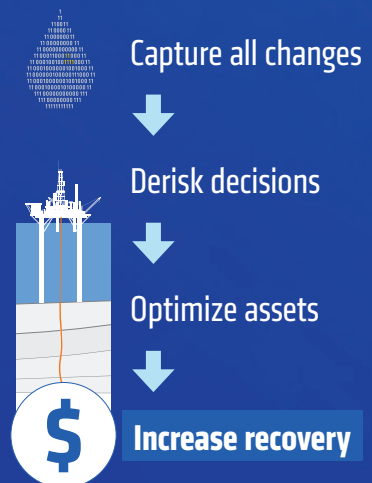 Capture all changes
Derisk decisions
Optimize assets
$
Increase recovery